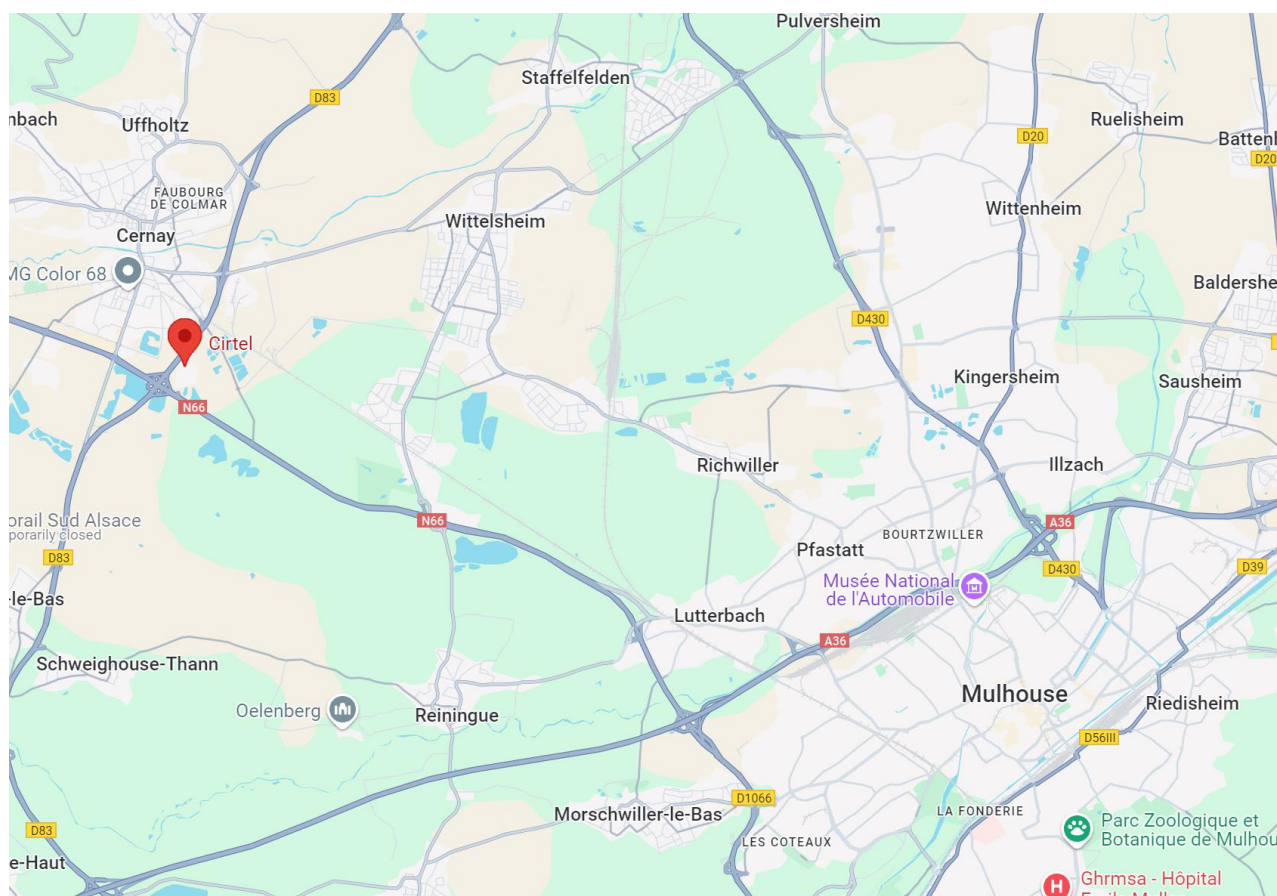 Pulversheim
Staffelfelden
D83
nbach
Uffholtz
Ruelisheim
D20
Battenh
D20
FAUBOURG
DE COLMAR
Wittelsheim
Wittenheim
Cernay
MG Color 68
Baldershe
D430
Cirtel
Kingersheim
Sausheim
N66
Richwiller
Illzach
orail Sud Alsace
porarily closed
N66
A36
BOURTZWILLER
Pfastatt
D83
D430
D39
Musée National
de l'Automobile
-le-Bas
Lutterbach
A36
Schweighouse-Thann
Mulhouse
Oelenberg
Reiningue
Riedisheim
D56III
D1066
Morschwiller-le-Bas
LA FONDERIE
D83
LES COTEAUX
Parc Zoologique et
Botanique de Mulhou
e-Haut
H
Ghrmsa - Hôpital